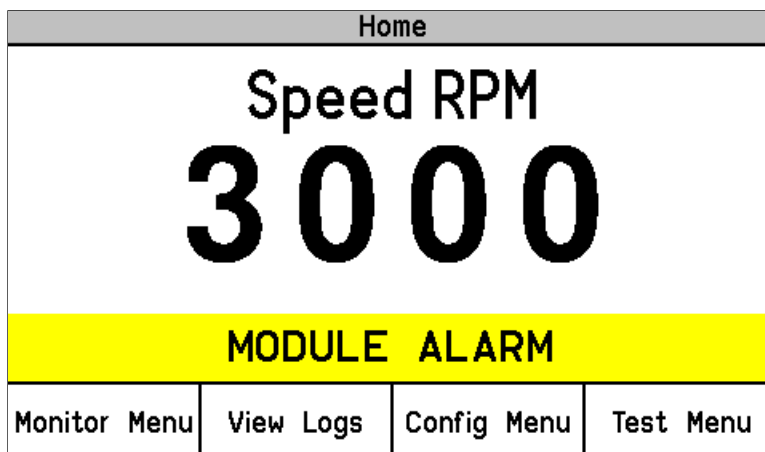 Home
Speed RPM
3000
MODULE ALARM
Monitor Menu View Logs Config Menu Test Menu